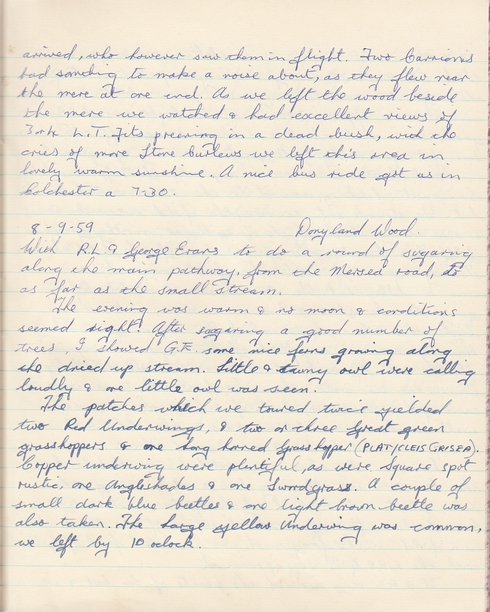 arrived, who however saw them in flight. Two Carrions
had something to make a noise about, as they flew near
the mere at one end. As we left the wood beside
the mere we watched & had excellent views of
3 or 4 L.T. Tits preening in a dead bush, with the
cries of more Stone Curlews we left this area in
lovely warm sunshine. A nice bus ride got us in
Colchester a 7.30.
8-9-59 Donyland Wood.
With R.L. & George Evans to do a round of sugaring
along the main pathway, from the Mersea road,
as far as the small stream.
The evening was warm & no moon & conditions
seemed right. After sugaring a good number of
trees, I showed G.E. some nice ferns growing along
the dried up stream. Little & tawny owl were calling
loudly & one little owl was seen.
The patches which we toured twice yielded
two Red Underwings, & two or three Great green
grasshoppers & one long horned Grasshopper (PLATYCLEIS GRISEA).
Copper underwing were plentiful, as were square spot
rustic, one Angleshades & one Swordgrass. A couple of
small dark blue beetles & one light brown beetle was
also taken. The large yellow Underwing was common,
we left by 10 oclock.